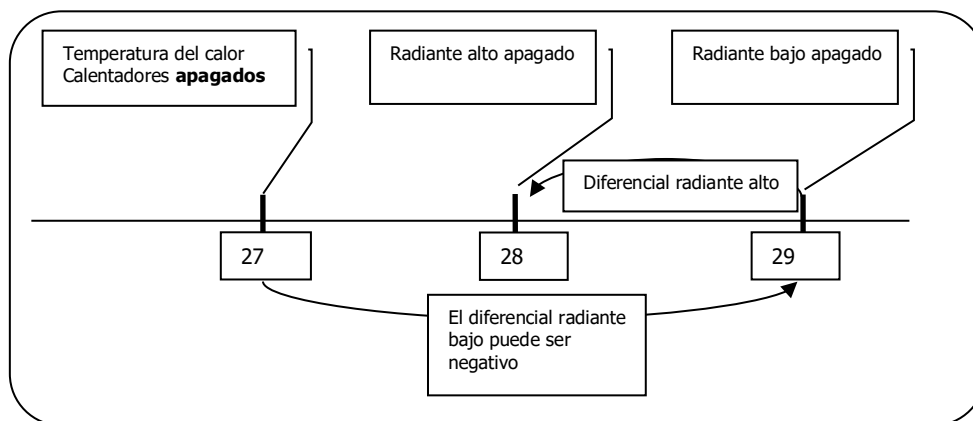 Temperatura del calor
Calentadores apagados
Radiante alto apagado
Radiante bajo apagado
Diferencial radiante alto
27
28
29
El diferencial radiante
bajo puede ser
negativo